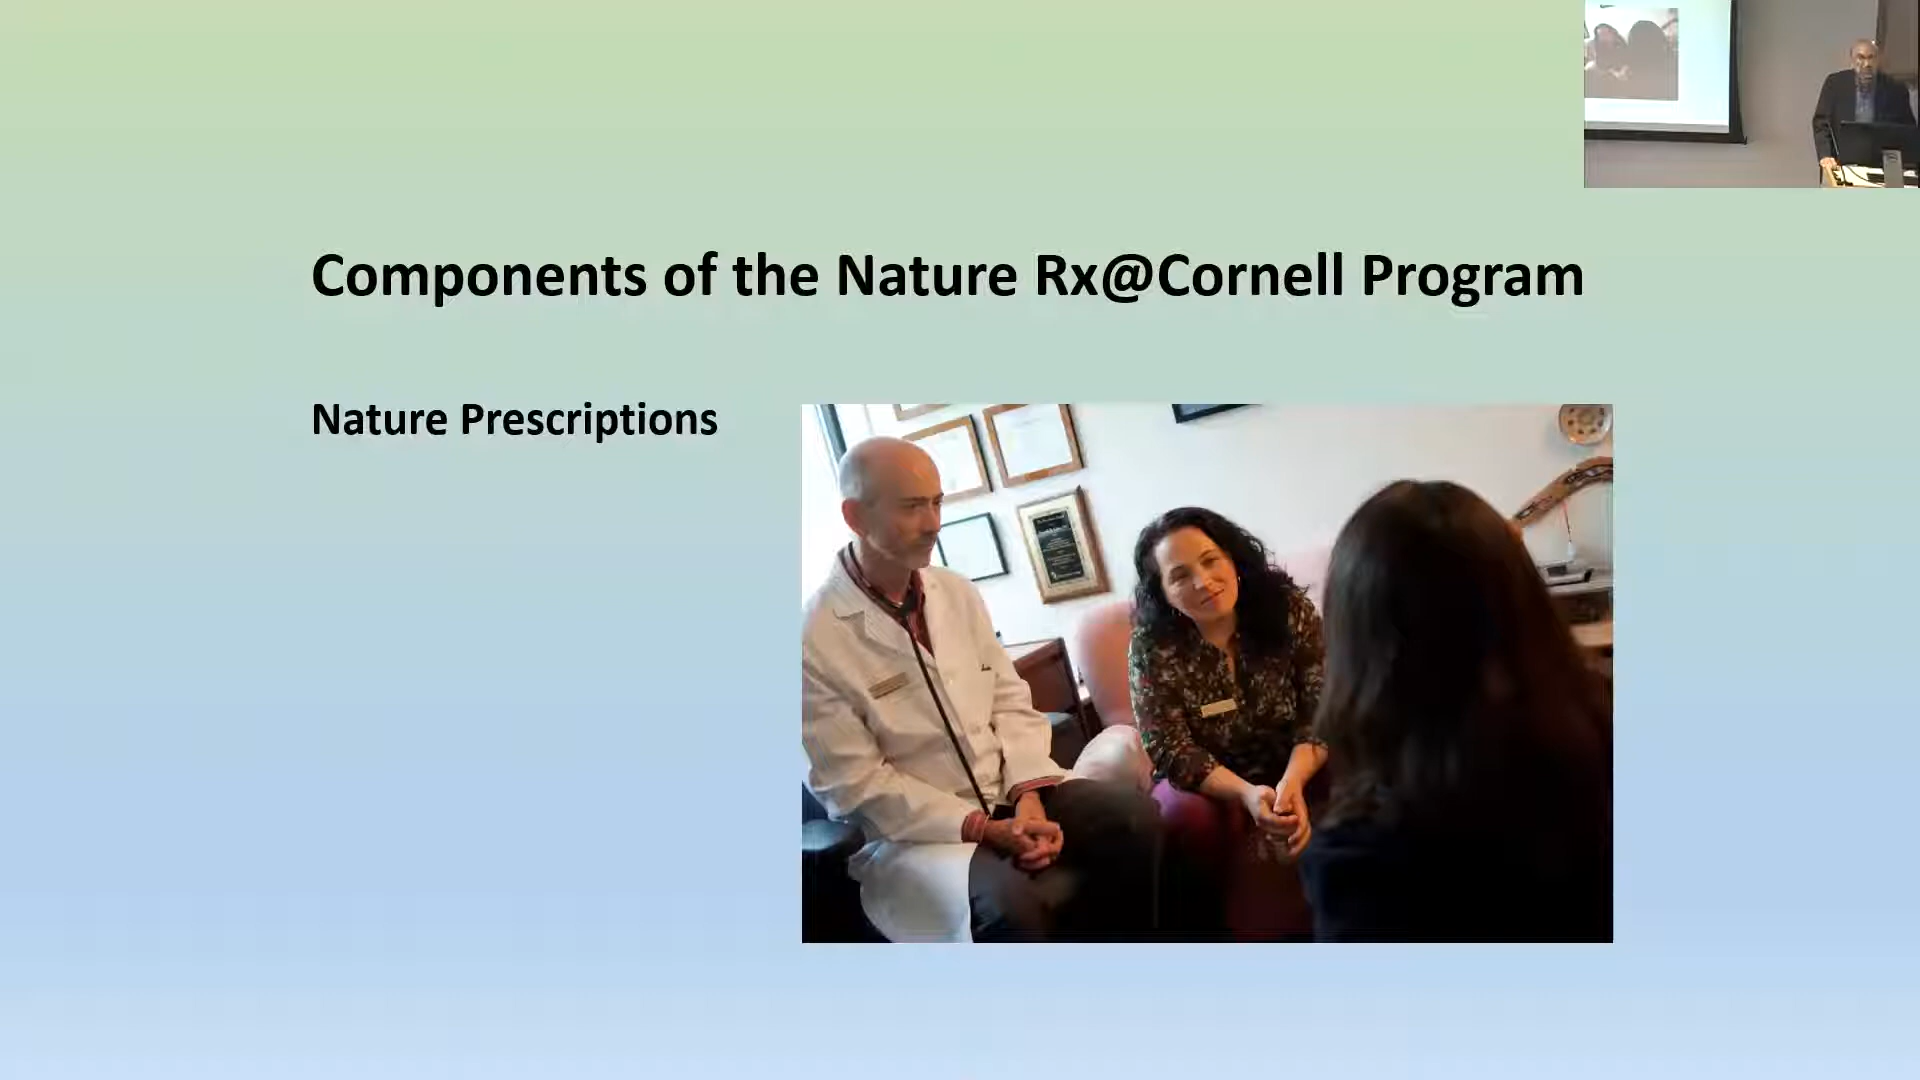 Components of the Nature Rx@Cornell Program
Nature Prescriptions